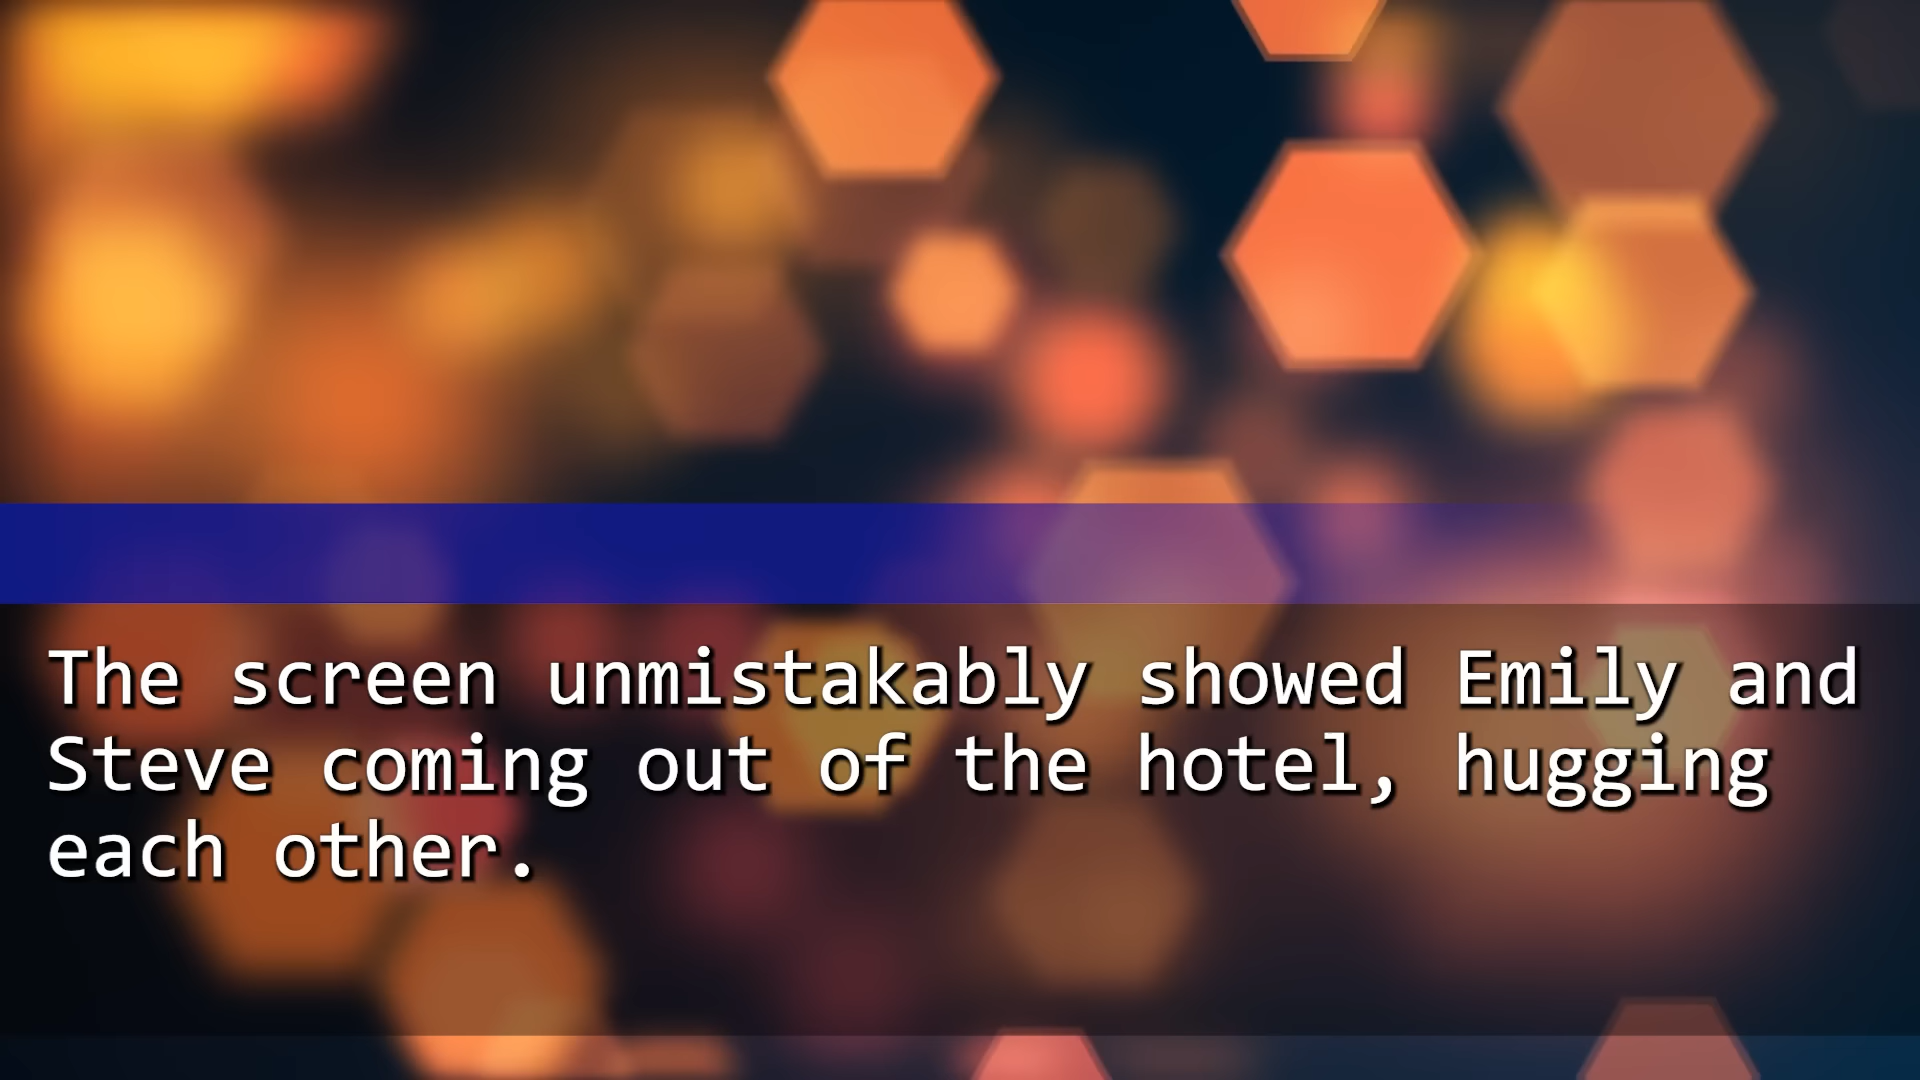 The screen unmistakably showed Emily and
Steve coming out of the hotel, hugging
each other.